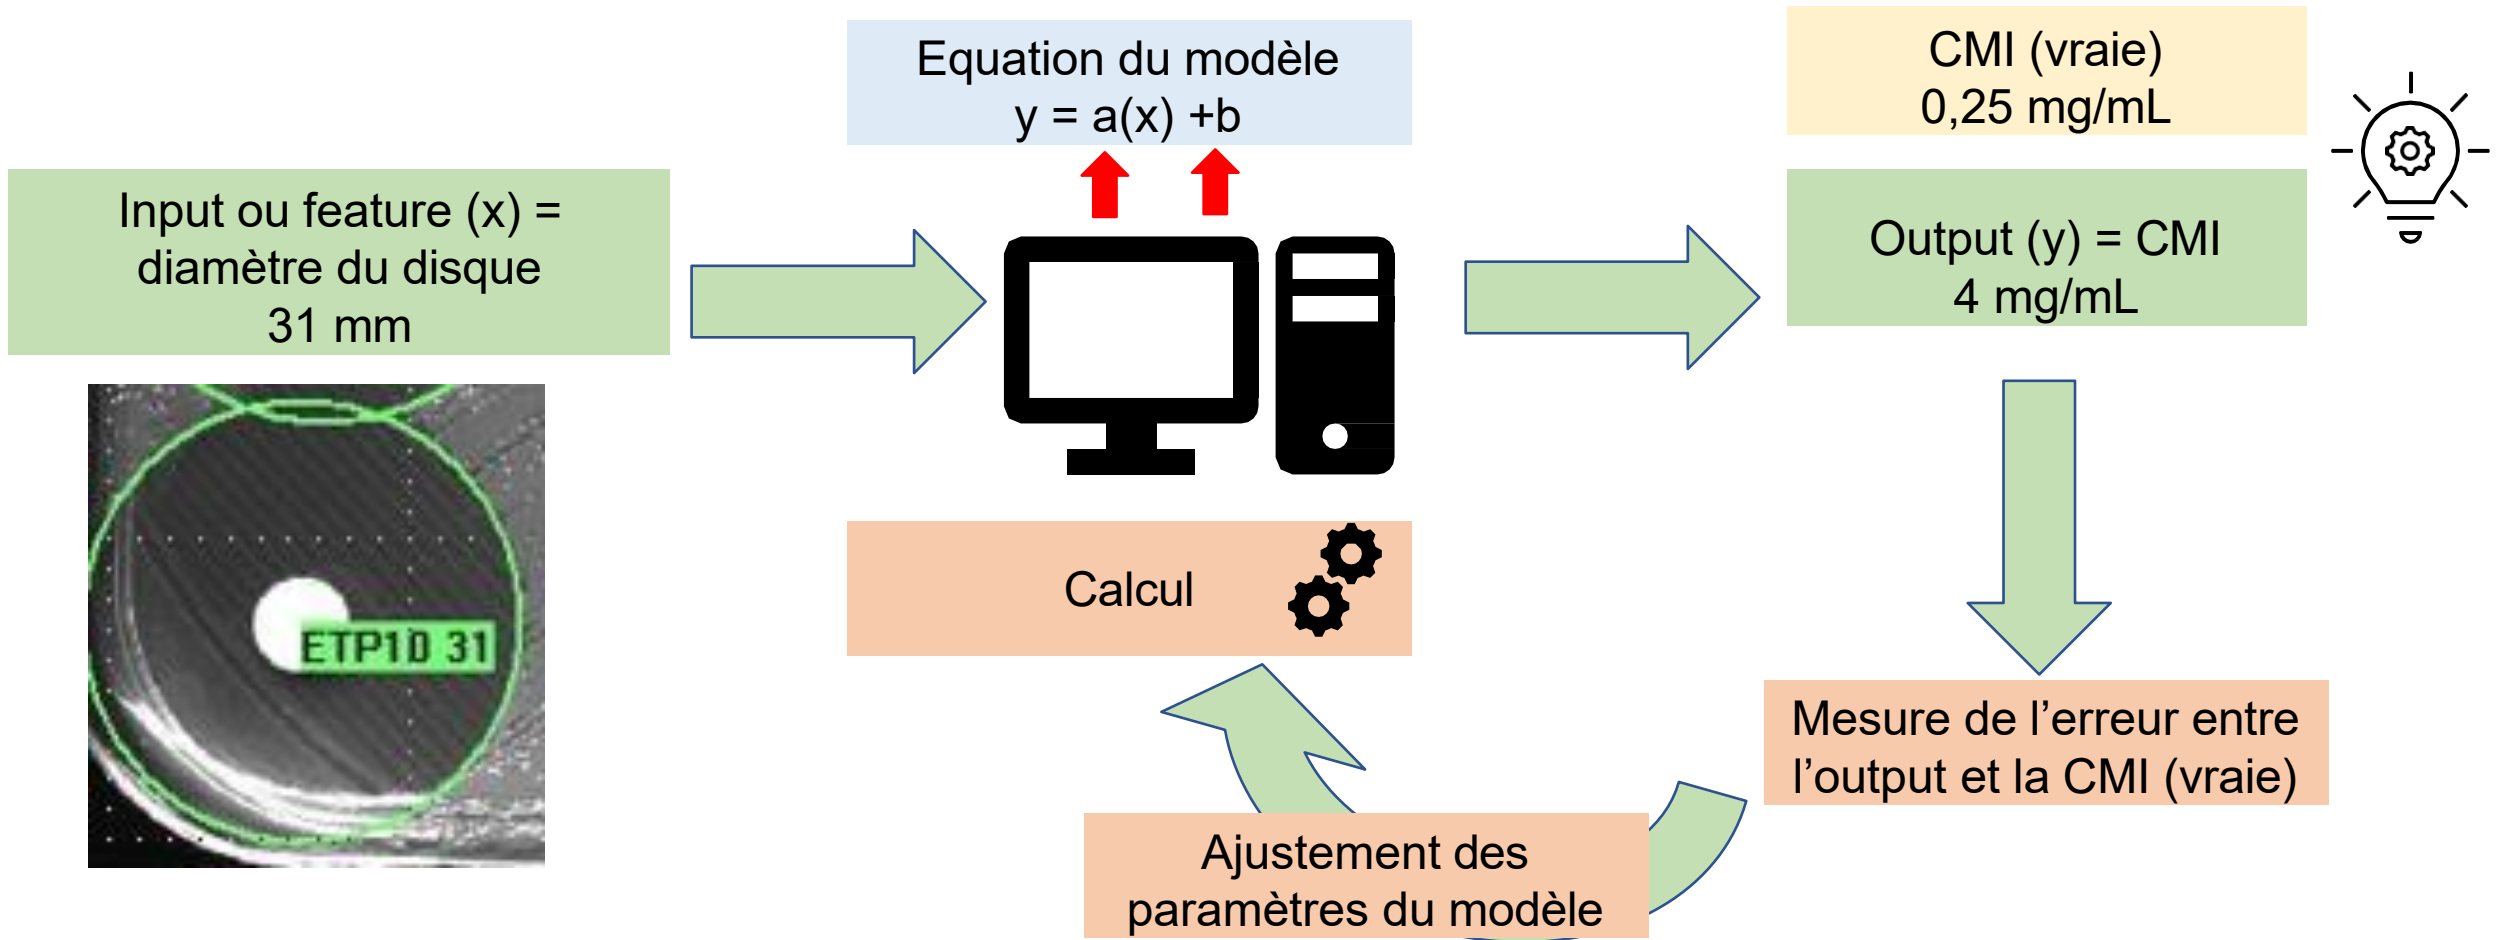 Equation du modèle
y = a(x) +b
CMI (vraie)
0,25 mg/mL
Input ou feature (x) =
diamètre du disque
31 mm
Output (y) = CMI
4 mg/mL
ETP10 31
Calcul
Mesure de l’erreur entre
l’output et la CMI (vraie)
Ajustement des
paramètres du modèle